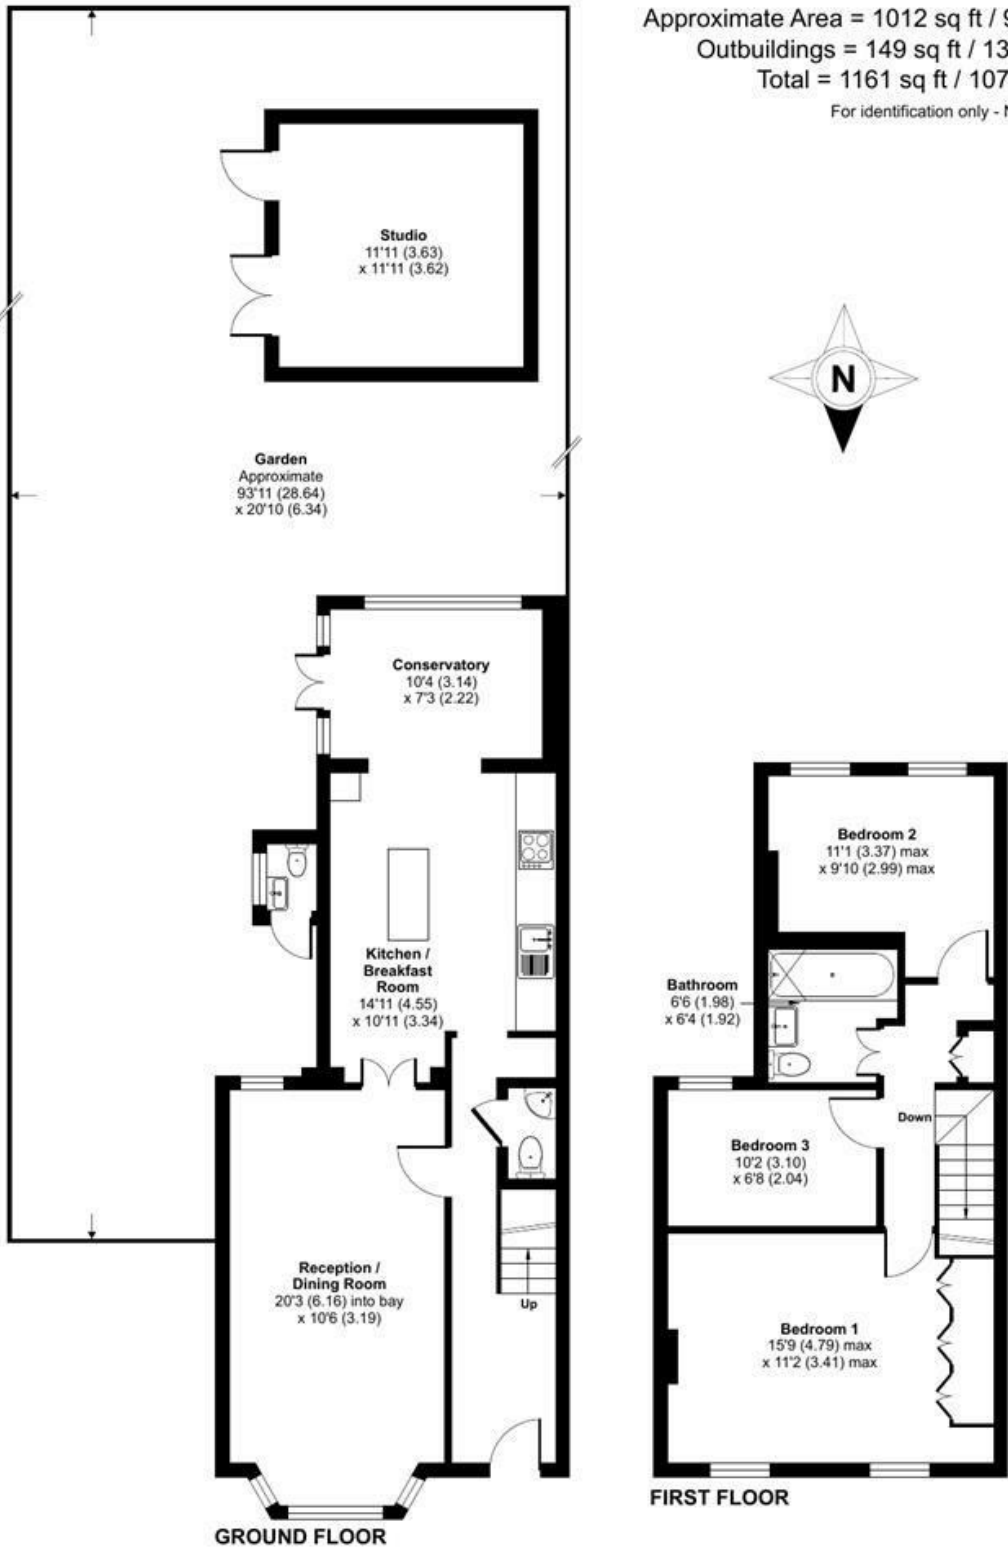 Approximate Area = 1012 sq ft / 9
Outbuildings = 149 sq ft / 13
Total = 1161 sq ft / 107
For identification only - N
Studio
11'11 (3.63)
x 11'11 (3.62)
N
Garden
Approximate
93'11 (28.64)
x 20'10 (6.34)
Conservatory
10'4 (3.14)
x 7'3 (2.22)
Kitchen /
Breakfast
Room
14'11 (4.55)
x 10'11 (3.34)
Reception /
Dining Room
20'3 (6.16) into bay
x 10'6 (3.19)
Up
GROUND FLOOR
Bedroom 2
11'1 (3.37) max
x 9'10 (2.99) max
Bathroom
6'6 (1.98)
x 6'4 (1.92)
Down
Bedroom 3
10'2 (3.10)
x 6'8 (2.04)
Bedroom 1
15'9 (4.79) max
x 11'2 (3.41) max
FIRST FLOOR